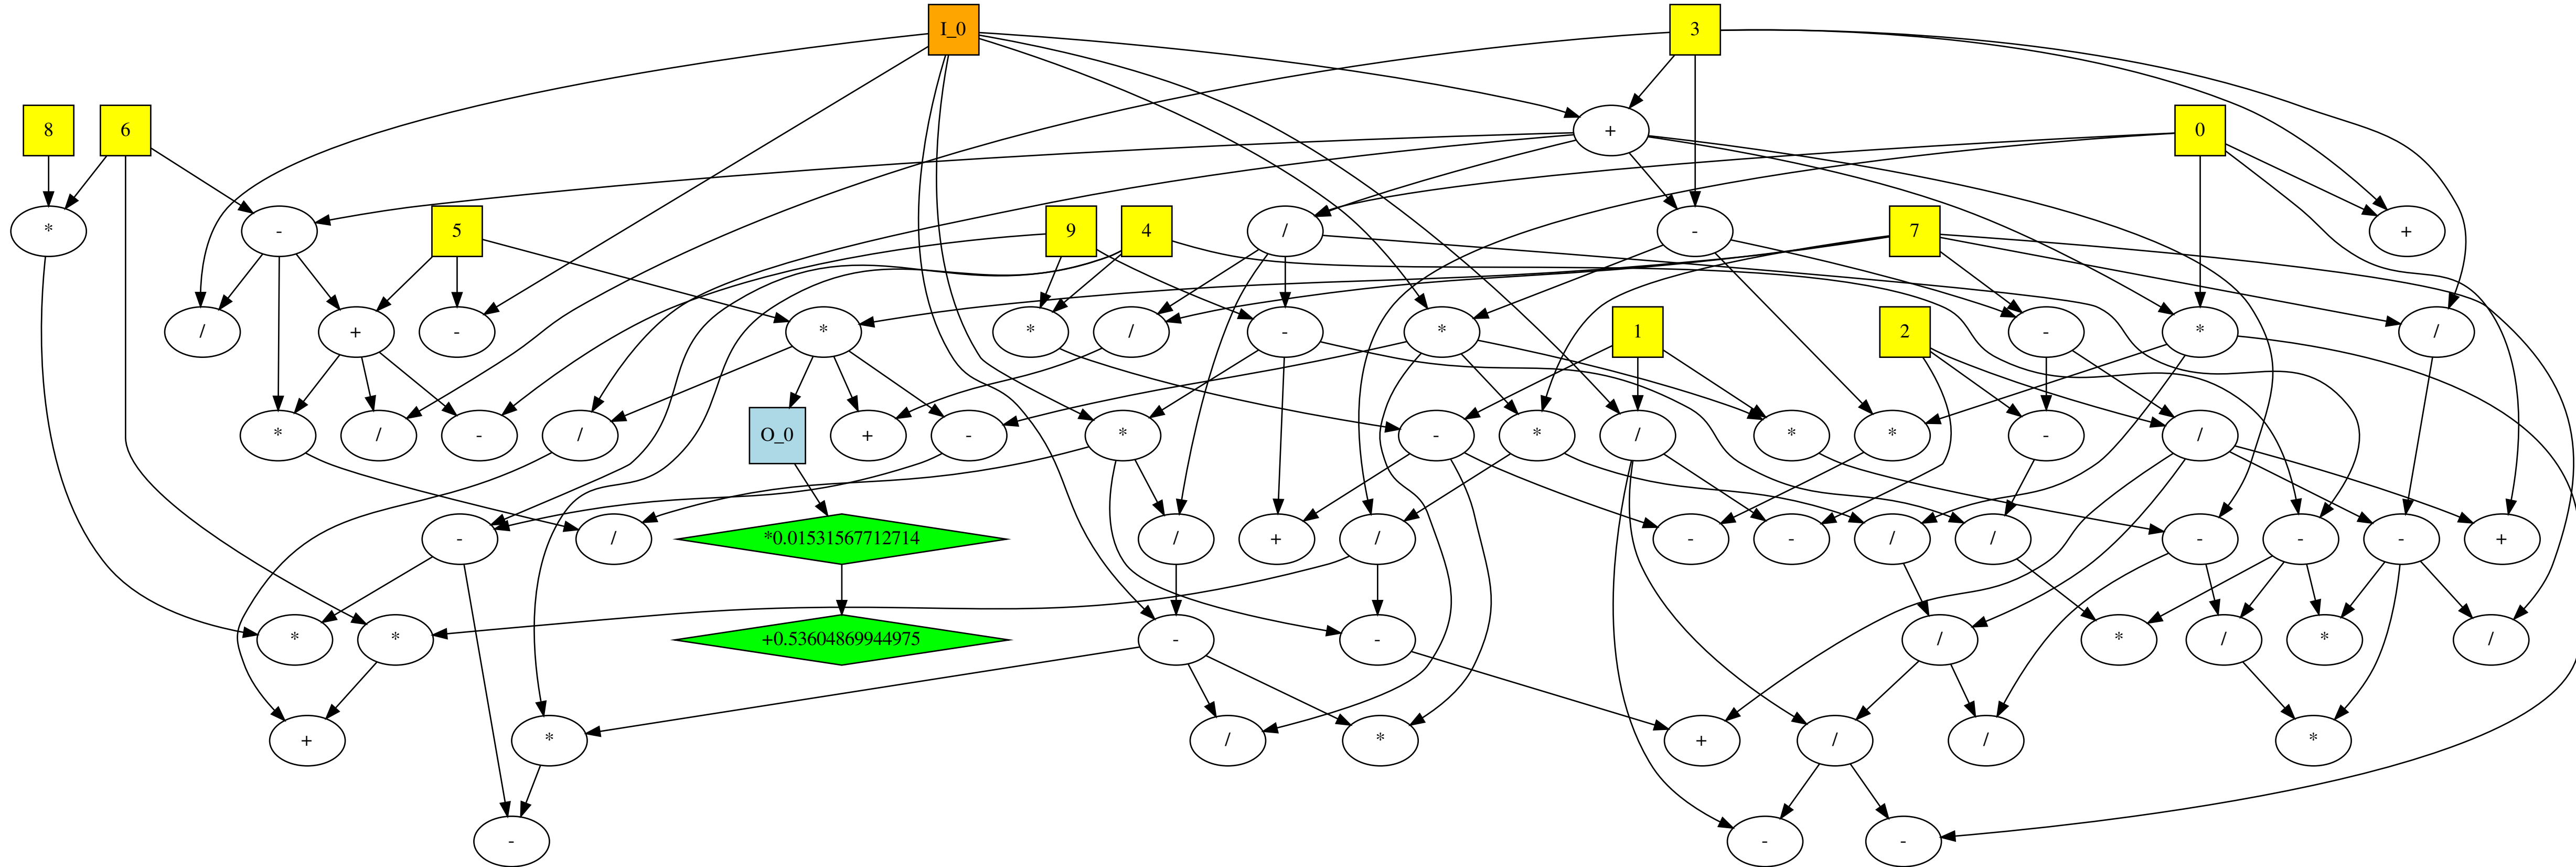 I_0 3
8 6 + 0
* - 5 9 4 / - 7 +
/ + - * * / - * 1 2 - * /
* / - / O_0 + - * - * / * * - /
- / *0.01531567712714 / + / - - / / - - - +
* * +0.53604869944975 - - / * / * /
+ * / * + / / *
- - -